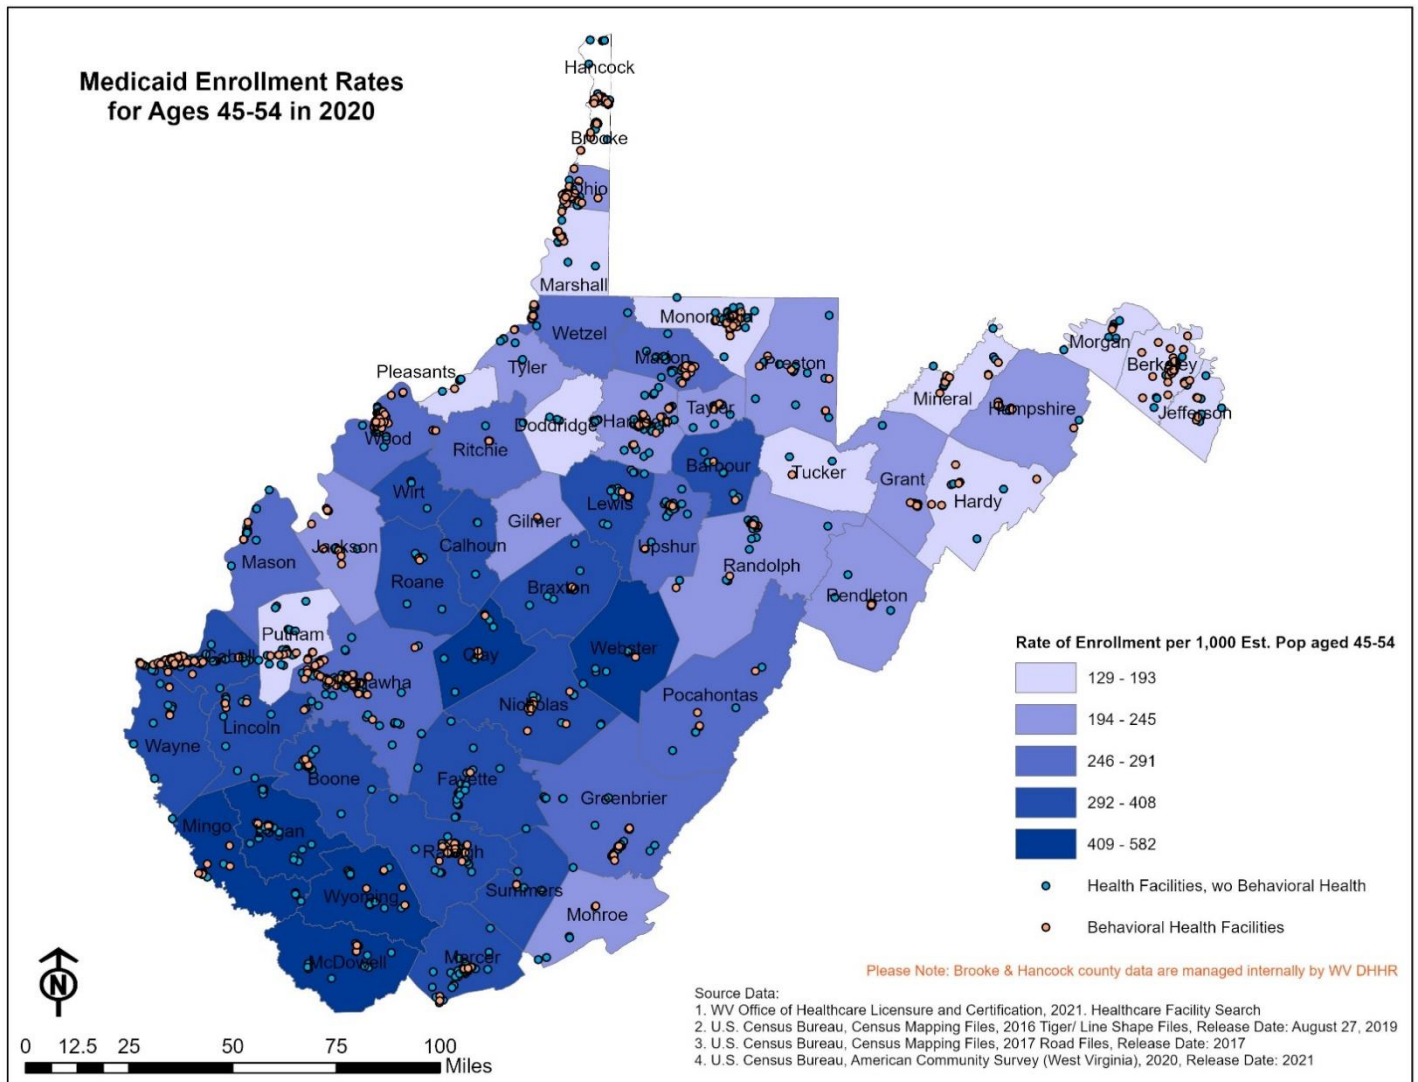 Medicaid Enrollment Rates
for Ages 45-54 in 2020
Hancock
Brooke
Ohio
Marshall
Wetzel
Monongalia
Marion
Preston
Morgan
Berkeley
Jefferson
Mineral
Hampshire
Pleasants
Tyler
Doddridge
Harrison
Taylor
Wood
Ritchie
Barbour
Tucker
Grant
Hardy
Wirt
Lewis
Gilmer
Calhoun
Upshur
Randolph
Jackson
Mason
Roane
Braxton
Pendleton
Putnam
Cabell
Kanawha
Clay
Webster
Nicholas
Pocahontas
Wayne
Lincoln
Boone
Fayette
Greenbrier
Mingo
Logan
Raleigh
Summers
Wyoming
Monroe
McDowell
Mercer
Rate of Enrollment per 1,000 Est. Pop aged 45-54
129 - 193
194 - 245
246 - 291
292 - 408
409 - 582
Health Facilities, wo Behavioral Health
Behavioral Health Facilities
Please Note: Brooke & Hancock county data are managed internally by WV DHHR
Source Data:
1. WV Office of Healthcare Licensure and Certification, 2021. Healthcare Facility Search
2. U.S. Census Bureau, Census Mapping Files, 2016 Tiger/ Line Shape Files, Release Date: August 27, 2019
3. U.S. Census Bureau, Census Mapping Files, 2017 Road Files, Release Date: 2017
4. U.S. Census Bureau, American Community Survey (West Virginia), 2020, Release Date: 2021
N
0 12.5 25 50 75 100
Miles